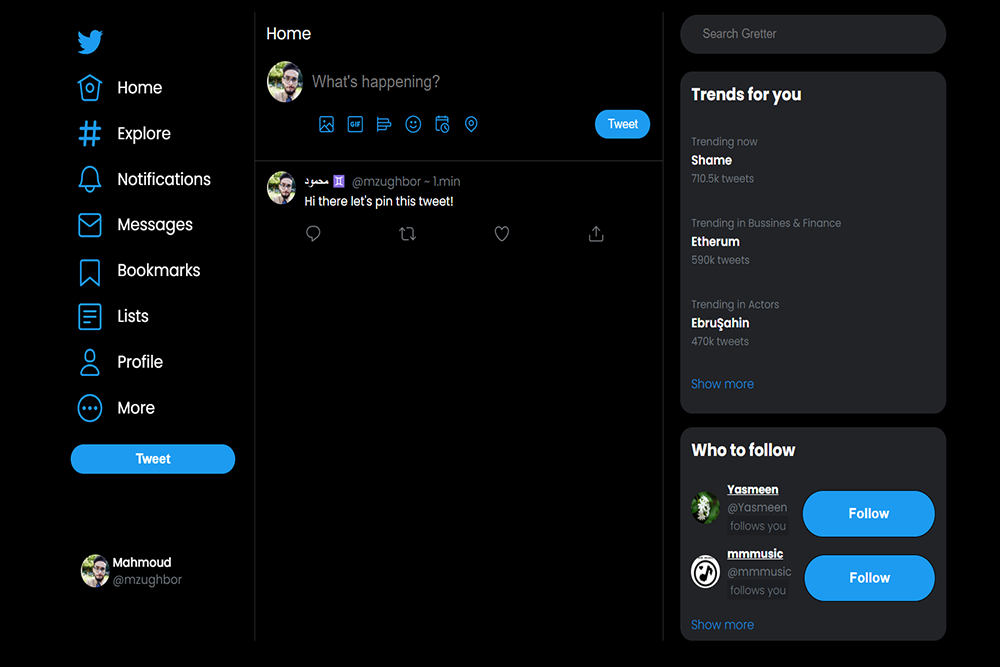 Home
Explore
Notifications
Messages
Bookmarks
Lists
Profile
More
Tweet
Mahmoud
@mzughbor
Home
What's happening?
GIF
Tweet
محمود ♊ @mzughbor ~ 1.min
Hi there let's pin this tweet!
Search Gretter
Trends for you
Trending now
Shame
710.5k tweets
Trending in Bussines & Finance
Etherum
590k tweets
Trending in Actors
EbruŞahin
470k tweets
Show more
Who to follow
Yasmeen
@Yasmeen
follows you
Follow
mmmusic
@mmmusic
follows you
Follow
Show more